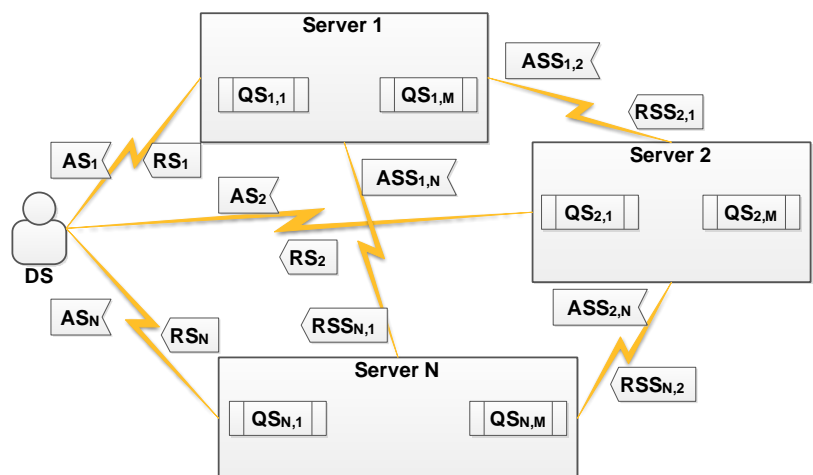 Server 1
QS1,1
QS1,M
ASS1,2
RSS2,1
AS1
RS1
Server 2
ASS1,N
AS2
QS2,1
QS2,M
RS2
DS
ASN
RSN
RSSN,1
ASS2,N
Server N
RSSN,2
QSN,1
QSN,M